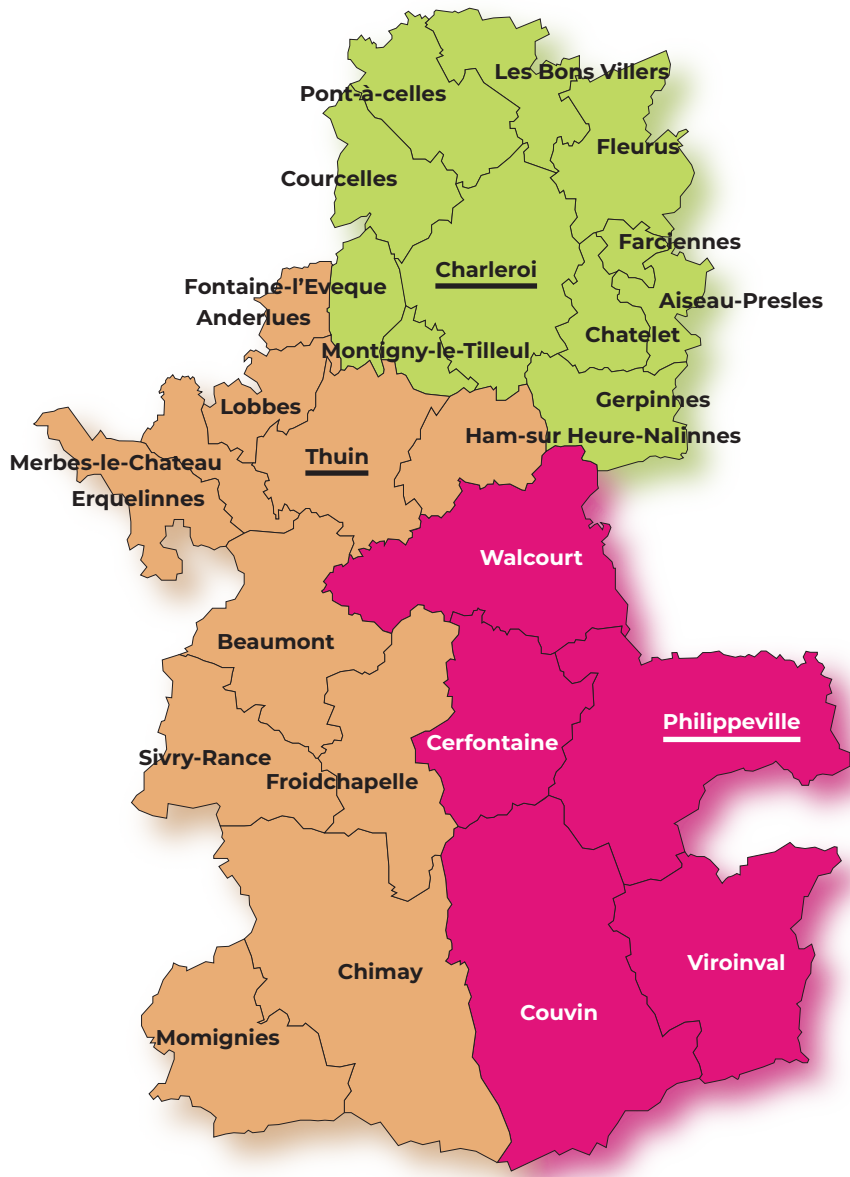 Les Bons Villers
Pont-à-celles
Fleurus
Courcelles
Farciennes
Charleroi
Fontaine-l'Eveque
Aiseau-Presles
Anderlues
Chatelet
Montigny-le-Tilleul
Gerpinnes
Lobbes
Ham-sur Heure-Nalinnes
Thuin
Merbes-le-Chateau
Erquelinnes
Walcourt
Beaumont
Philippeville
Cerfontaine
Sivry-Rance
Froidchapelle
Viroinval
Chimay
Couvin
Momignies